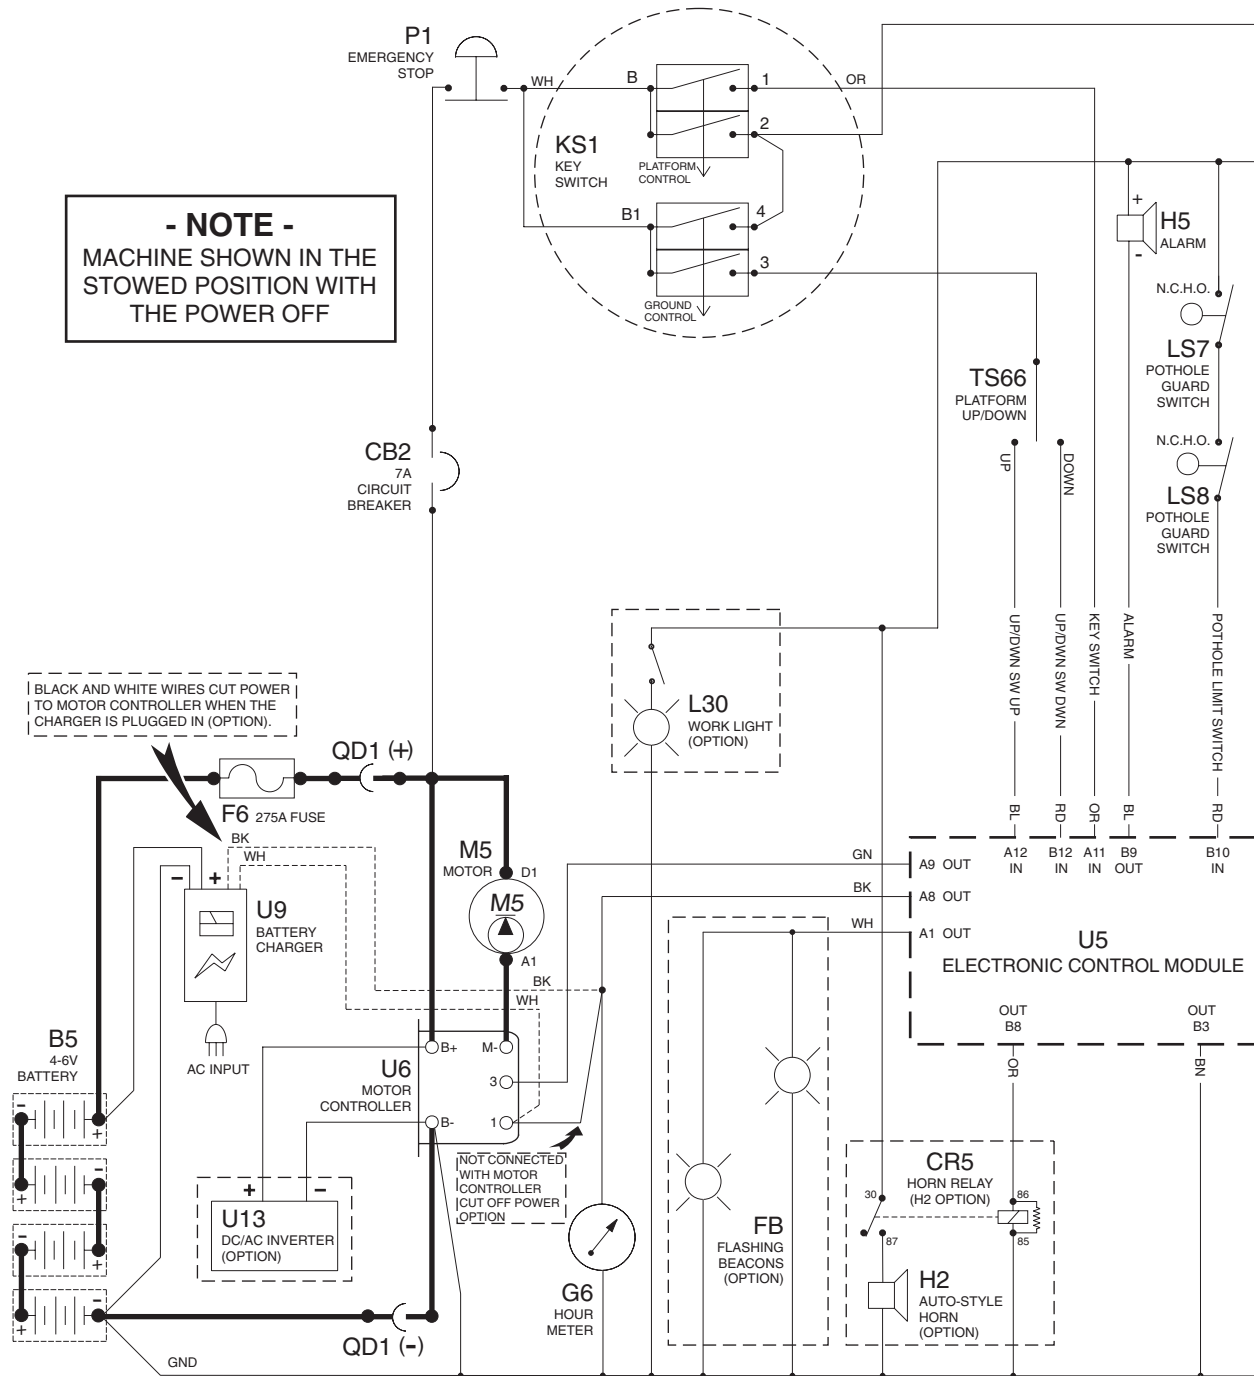 P1
EMERGENCY
STOP
WH
B
1
OR
2
KS1
KEY
SWITCH
PLATFORM
CONTROL
B1
4
3
GROUND
CONTROL
- NOTE -
MACHINE SHOWN IN THE
STOWED POSITION WITH
THE POWER OFF
+
H5
ALARM
-
N.C.H.O.
LS7
POTHOLE
GUARD
SWITCH
TS66
PLATFORM
UP/DOWN
UP
DOWN
N.C.H.O.
LS8
POTHOLE
GUARD
SWITCH
CB2
7A
CIRCUIT
BREAKER
UP/DWN SW UP
UP/DWN SW DWN
KEY SWITCH
ALARM
POTHOLE LIMIT SWITCH
BL
RD
OR
BL
RD
L30
WORK LIGHT
(OPTION)
BLACK AND WHITE WIRES CUT POWER
TO MOTOR CONTROLLER WHEN THE
CHARGER IS PLUGGED IN (OPTION).
QD1 (+)
F6 275A FUSE
BK
WH
M5
MOTOR
D1
M5
A1
- +
U9
BATTERY
CHARGER
AC INPUT
BK
WH
GN
BK
WH
A9 OUT
A8 OUT
A1 OUT
A12
IN
B12
IN
A11
IN
B9
OUT
B10
IN
U5
ELECTRONIC CONTROL MODULE
OUT
B8
OUT
B3
OR
BN
B5
4-6V
BATTERY
-
+
-
+
-
+
-
+
U6
MOTOR
CONTROLLER
B+
M-
3
B-
1
NOT CONNECTED
WITH MOTOR
CONTROLLER
CUT OFF POWER
OPTION
+ -
U13
DC/AC INVERTER
(OPTION)
QD1 (-)
GND
G6
HOUR
METER
FB
FLASHING
BEACONS
(OPTION)
CR5
HORN RELAY
(H2 OPTION)
30
87
86
85
H2
AUTO-STYLE
HORN
(OPTION)